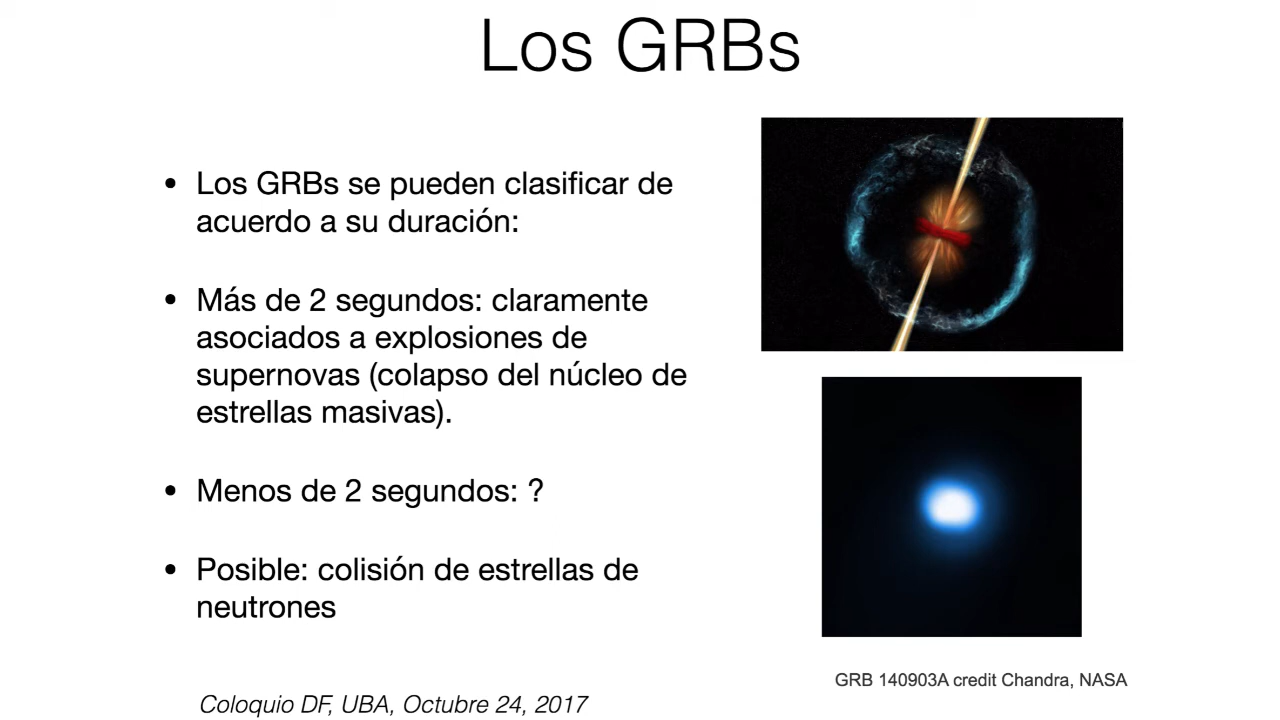 Los GRBs
• Los GRBs se pueden clasificar de
acuerdo a su duración:
• Más de 2 segundos: claramente
asociados a explosiones de
supernovas (colapso del núcleo de
estrellas masivas).
• Menos de 2 segundos: ?
• Posible: colisión de estrellas de
neutrones
GRB 140903A credit Chandra, NASA
Coloquio DF, UBA, Octubre 24, 2017